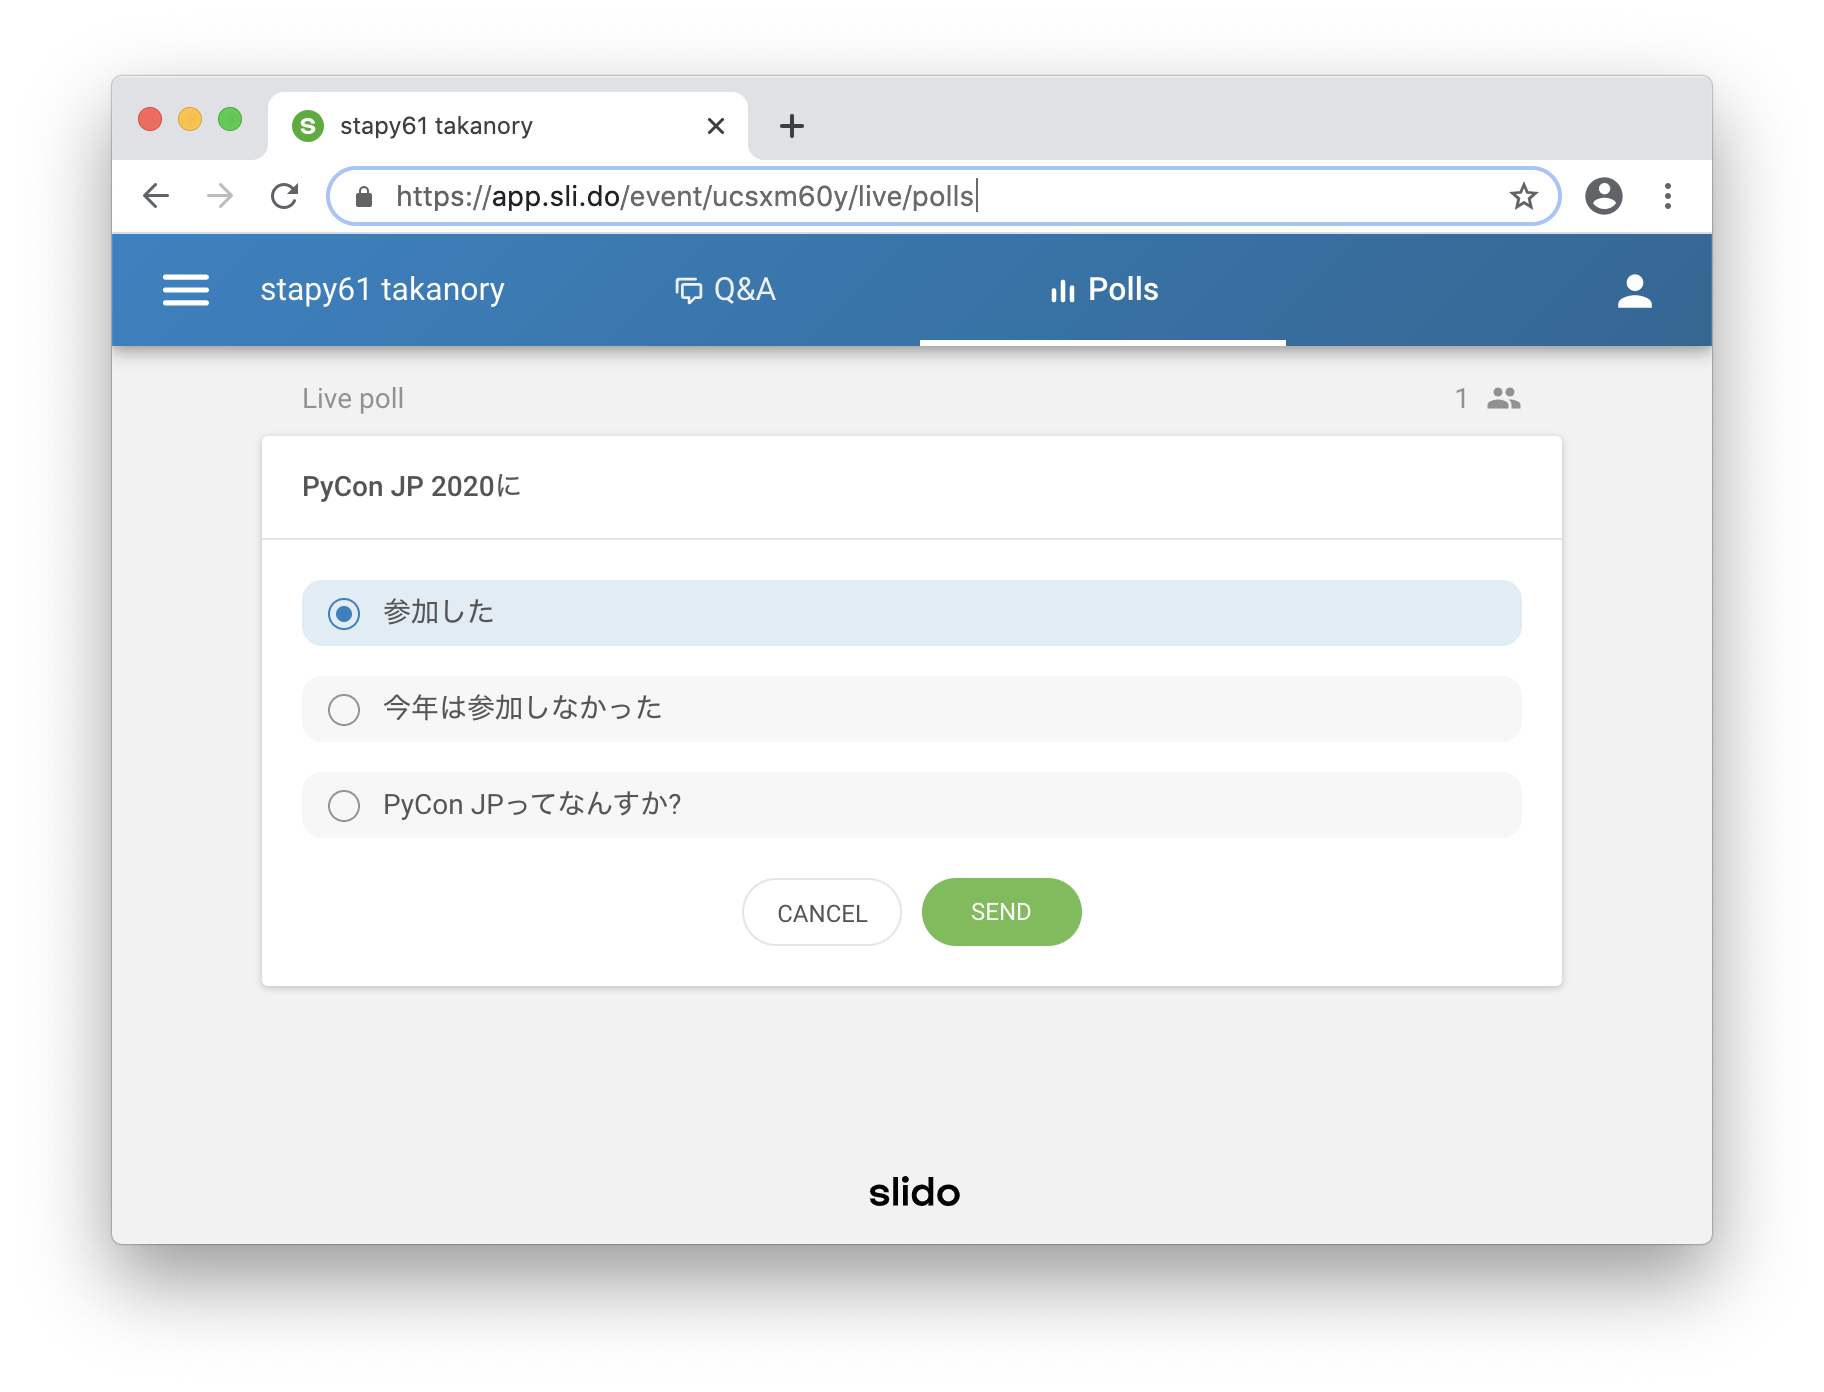 S stapy61 takanory
https://app.sli.do/event/ucsxm60y/live/polls
stapy61 takanory Q&A Polls
Live poll 1
PyCon JP 2020に
参加した
今年は参加しなかった
PyCon JPってなんすか?
CANCEL SEND
slido